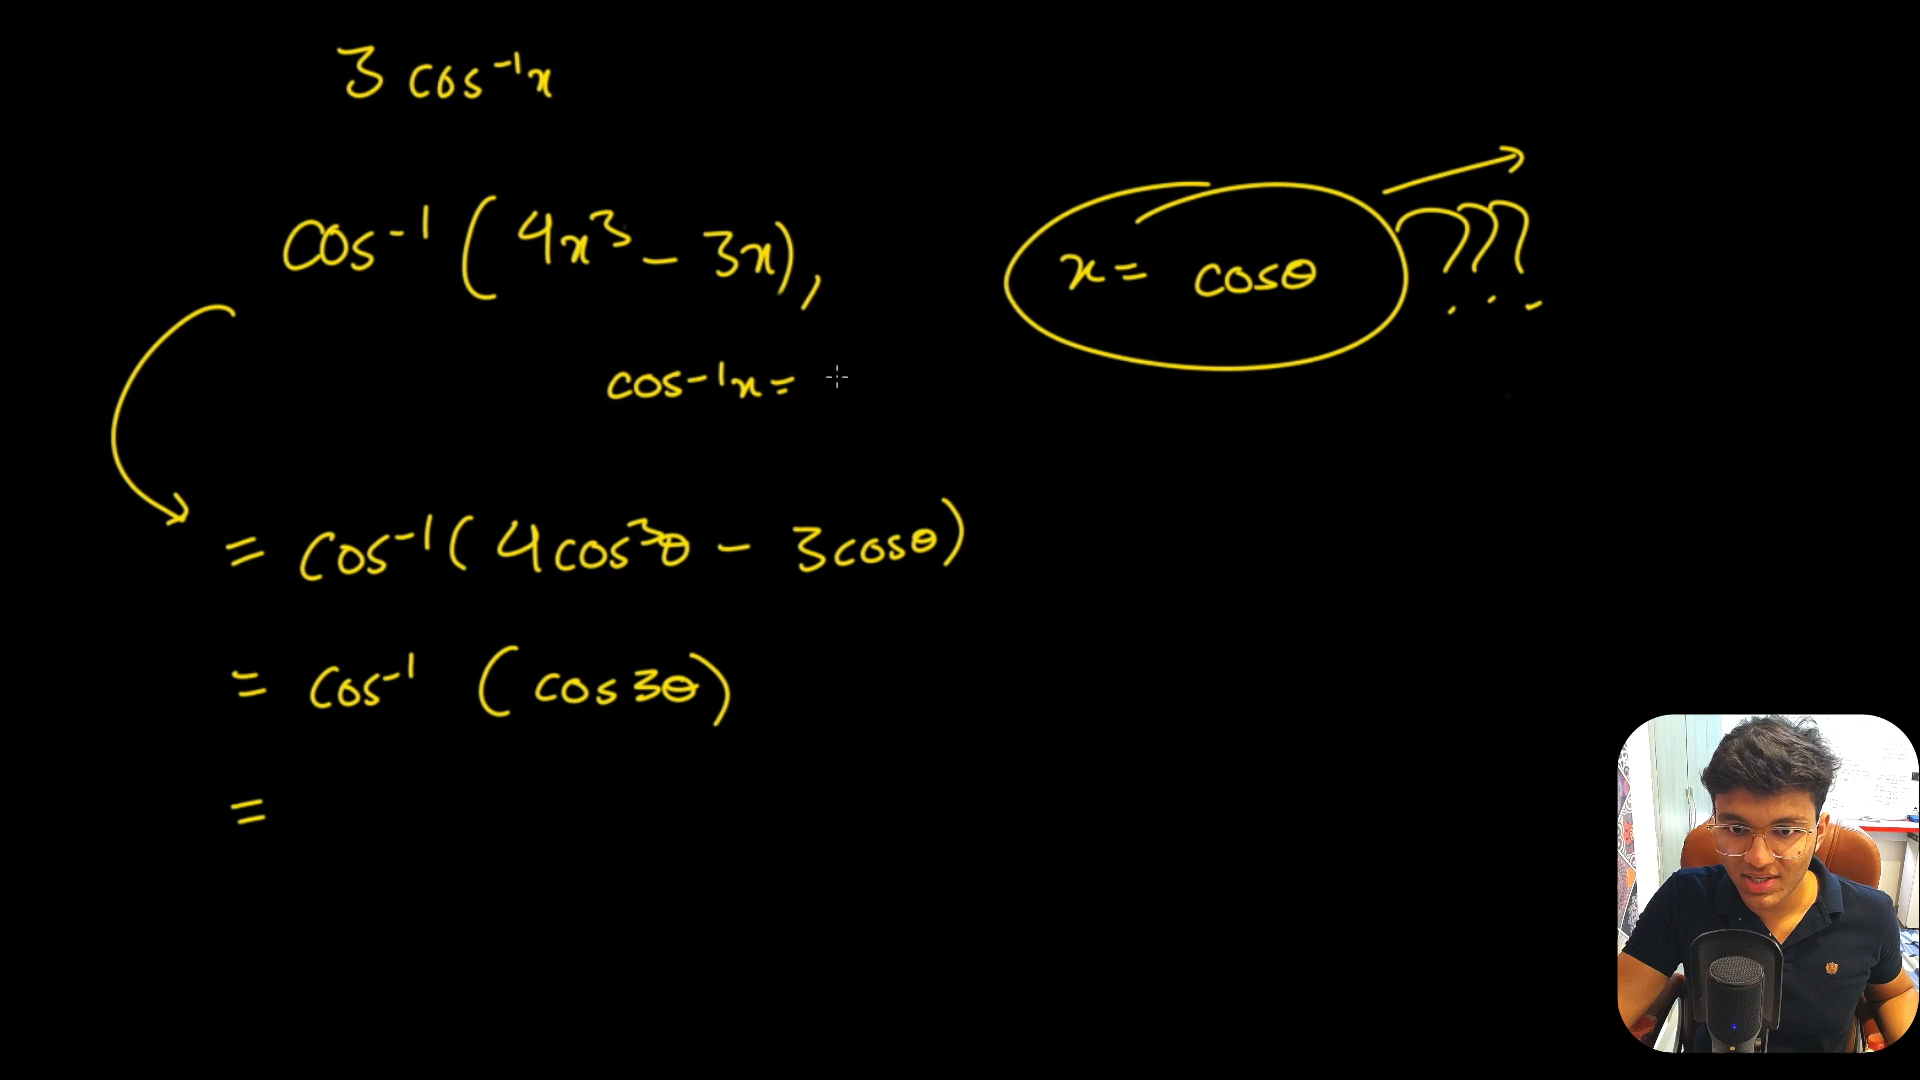 3 cos⁻¹x
cos⁻¹ (4x³ – 3x),
x = cosθ
???
cos⁻¹x =
= cos⁻¹(4cos³θ – 3cosθ)
= cos⁻¹ (cos3θ)
=